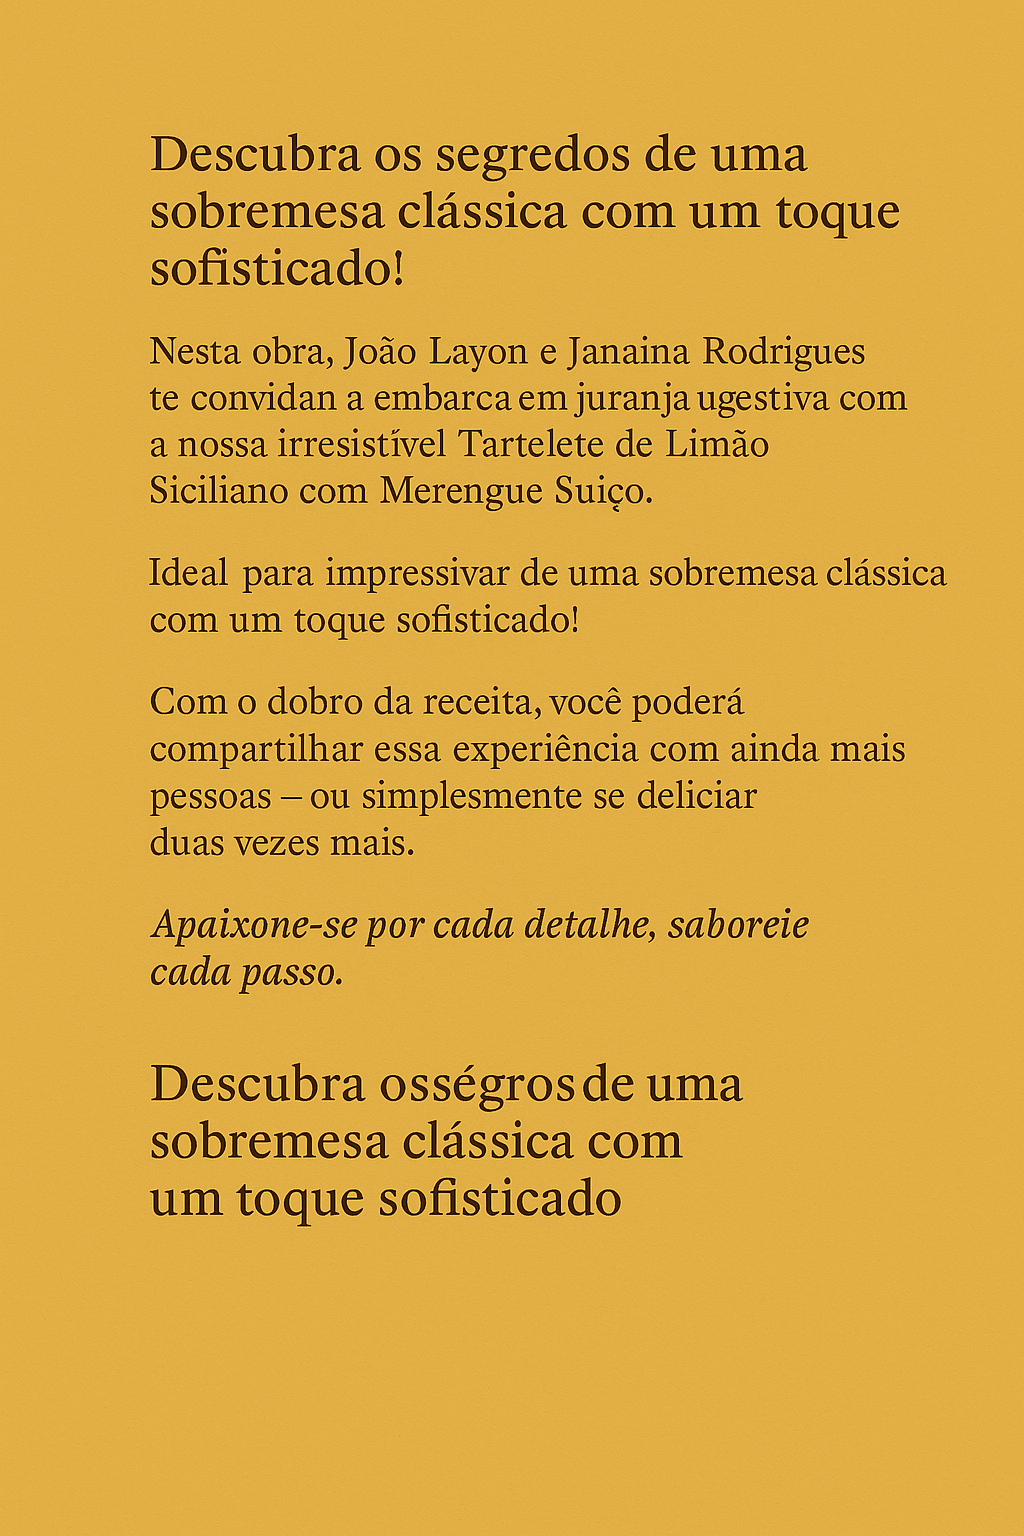 Descubra os segredos de uma
sobremesa clássica com um toque
sofisticado!
Nesta obra, João Layon e Janaina Rodrigues
te convidan a embarca em juranja ugestiva com
a nossa irresistível Tartelete de Limão
Siciliano com Merengue Suiço.
Ideal para impressivar de uma sobremesa clássica
com um toque sofisticado!
Com o dobro da receita, você poderá
compartilhar essa experiência com ainda mais
pessoas – ou simplesmente se deliciar
duas vezes mais.
Apaixone-se por cada detalhe, saboreie
cada passo.
Descubra osségros de uma
sobremesa clássica com
um toque sofisticado